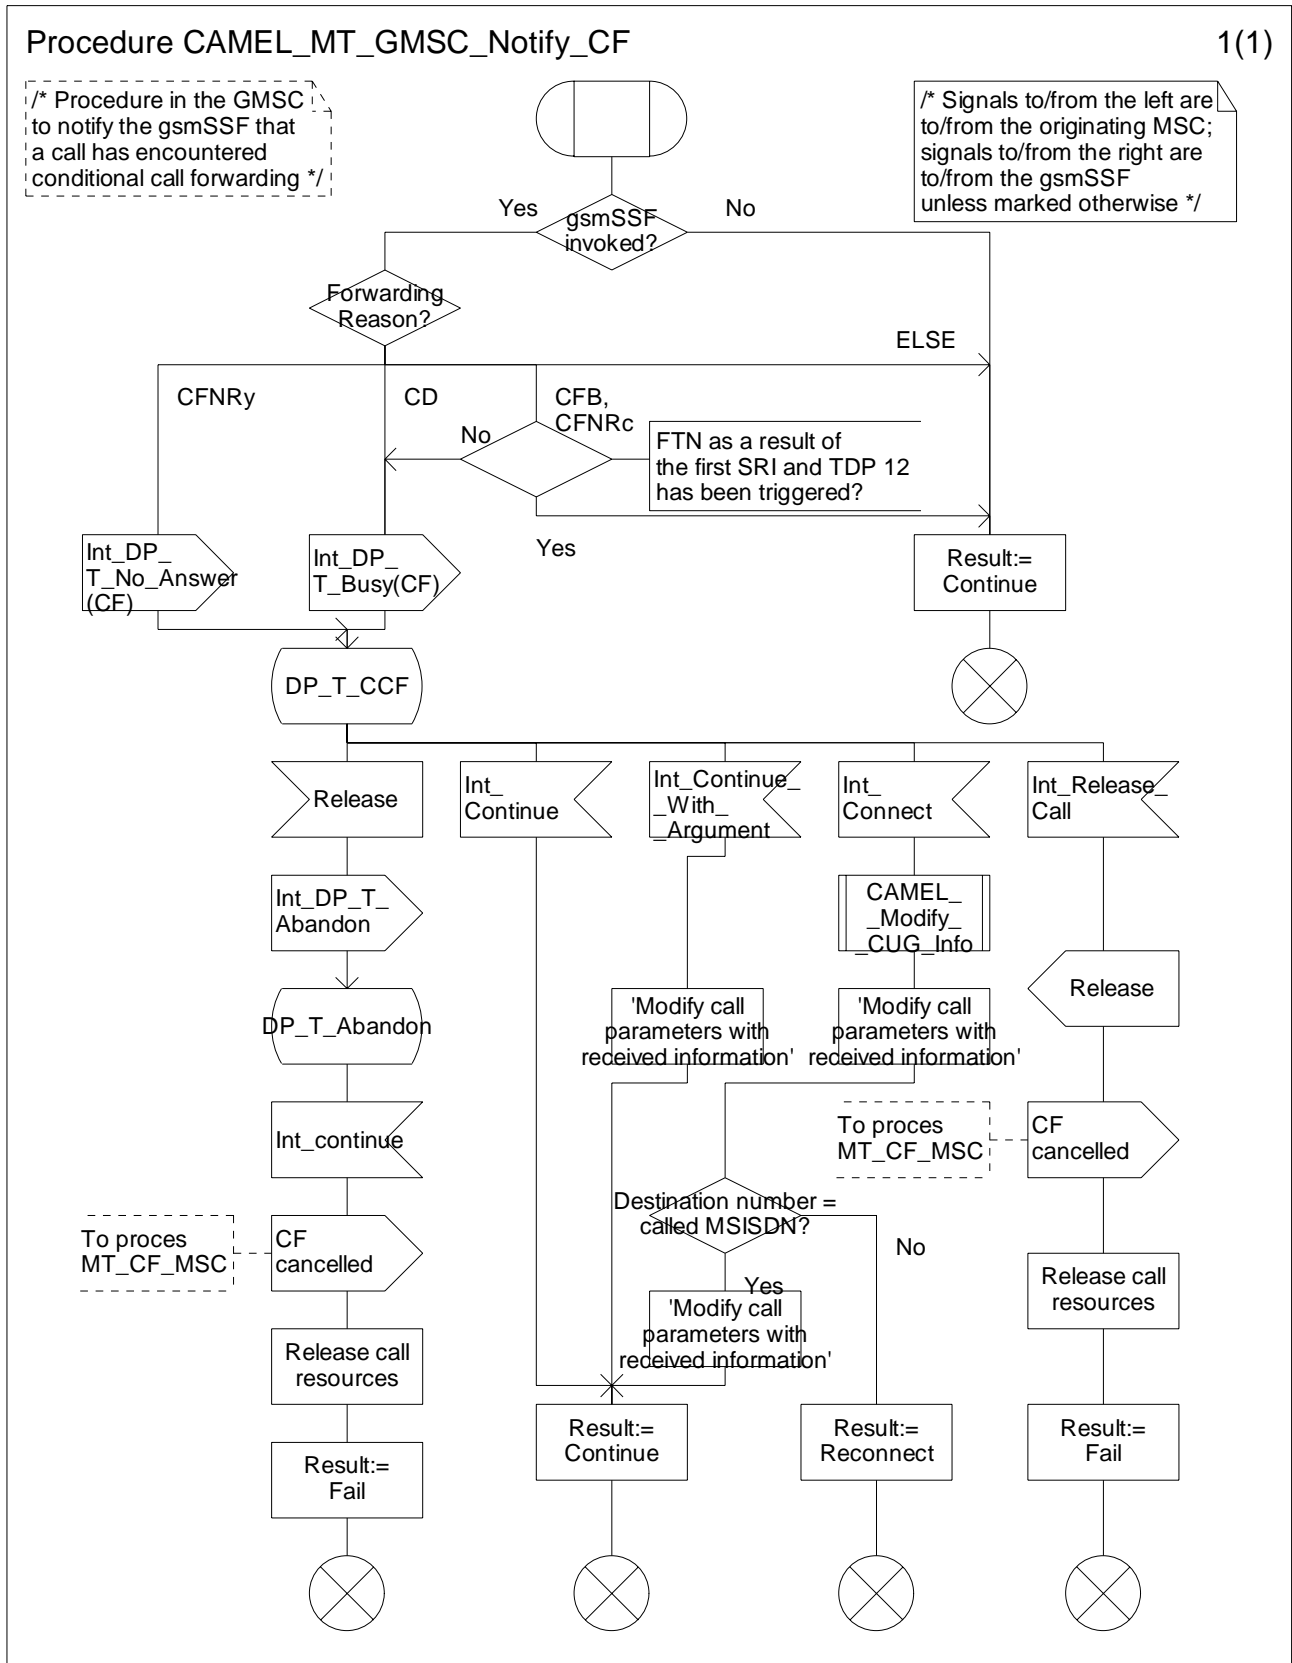 Procedure CAMEL_MT_GMSC_Notify_CF
1(1)
/* Procedure in the GMSC
to notify the gsmSSF that
a call has encountered
conditional call forwarding */
/* Signals to/from the left are
to/from the originating MSC;
signals to/from the right are
to/from the gsmSSF
unless marked otherwise */
Yes
gsmSSF
invoked?
No
Forwarding
Reason?
ELSE
CFNRy
CD
CFB,
CFNRc
No
FTN as a result of
the first SRI and TDP 12
has been triggered?
Yes
Int_DP_
T_No_Answer
(CF)
Int_DP_
T_Busy(CF)
Result:=
Continue
DP_T_CCF
Release
Int_
Continue
Int_Continue_
_With_
_Argument
Int_
Connect
Int_Release_
Call
Int_DP_T_
Abandon
CAMEL_
_Modify_
_CUG_Info
Release
DP_T_Abandon
'Modify call
parameters with
received information'
'Modify call
parameters with
received information'
Int_continue
To proces
MT_CF_MSC
CF
cancelled
Destination number =
called MSISDN?
No
Yes
To proces
MT_CF_MSC
CF
cancelled
'Modify call
parameters with
received information'
Release call
resources
Release call
resources
Result:=
Continue
Result:=
Reconnect
Result:=
Fail
Result:=
Fail